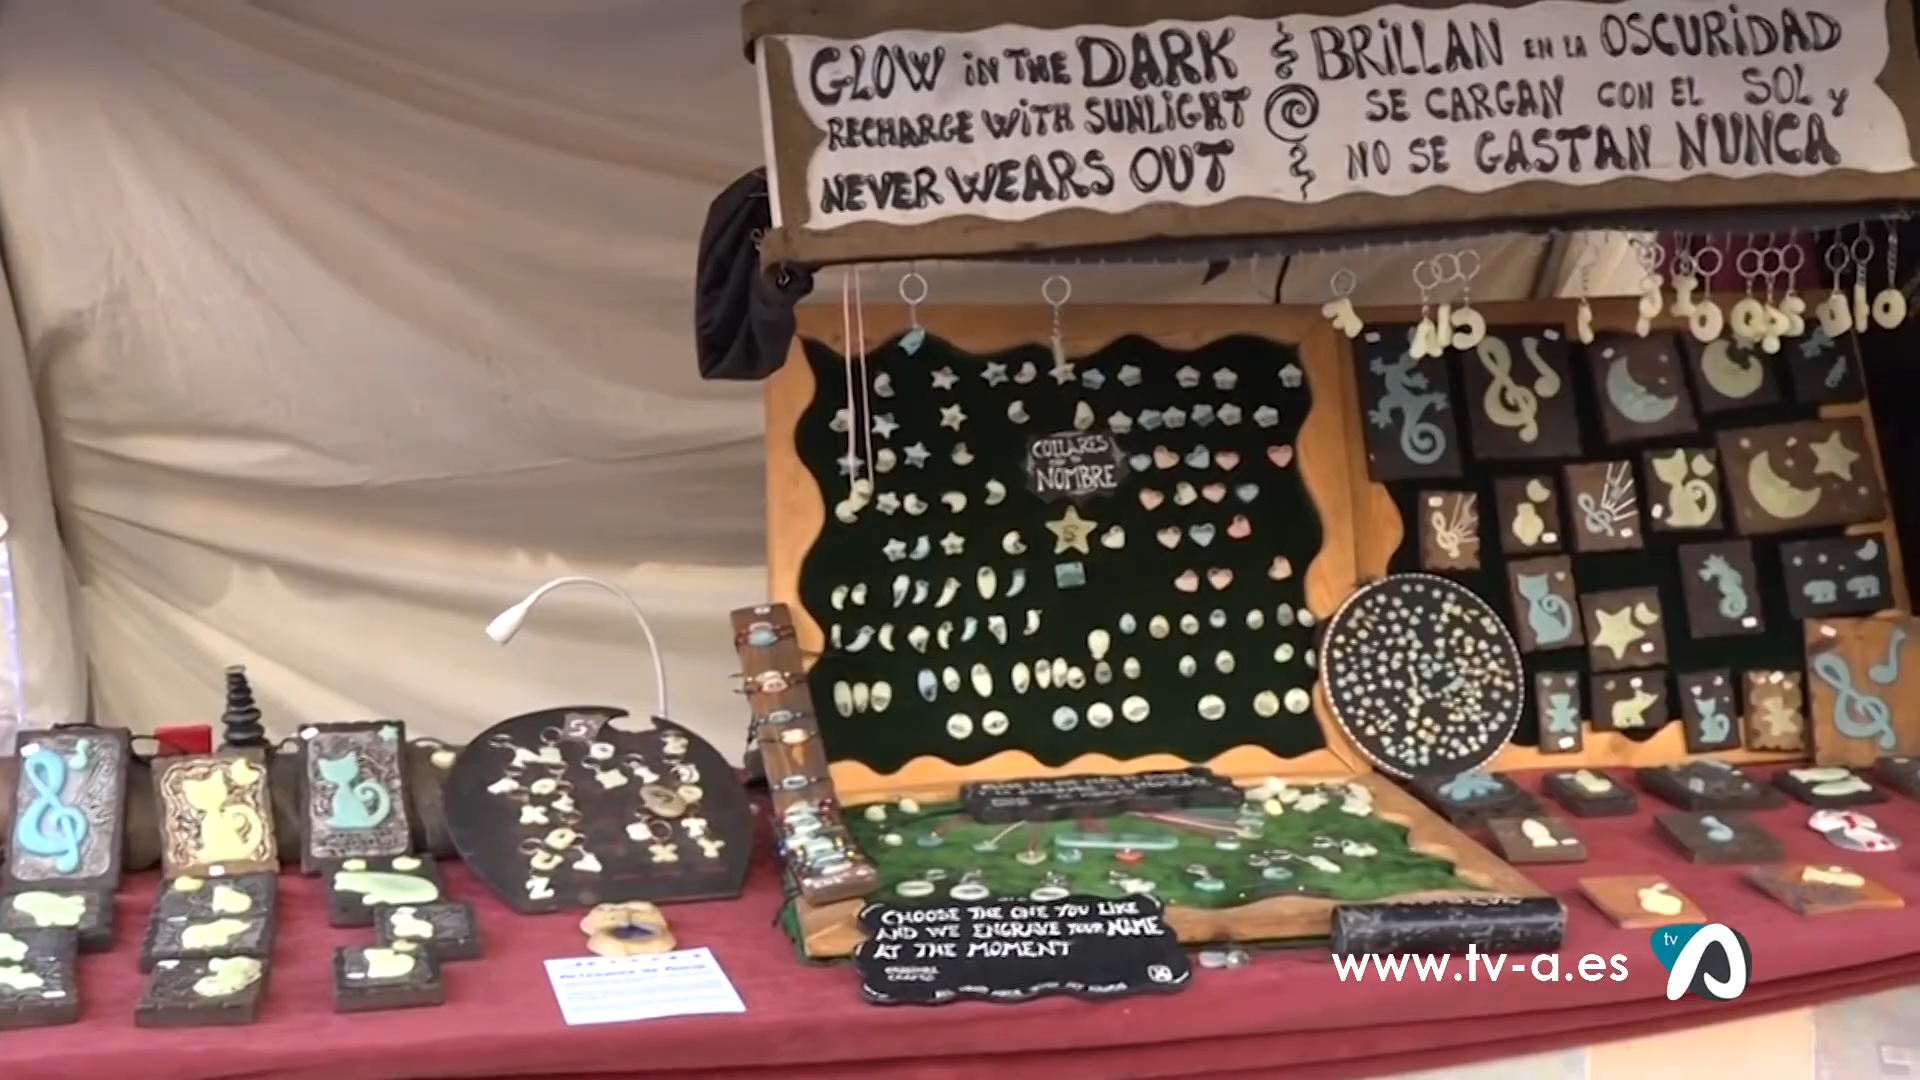 GLOW IN THE DARK
RECHARGE WITH SUNLIGHT
NEVER WEARS OUT
BRILLAN EN LA OSCURIDAD
SE CARGAN CON EL SOL y
NO SE GASTAN NUNCA
COLLARES
NOMBRE
S
CHOOSE THE ONE YOU LIKE
AND WE ENGRAVE YOUR NAME
AT THE MOMENT
www.tv-a.es
tv